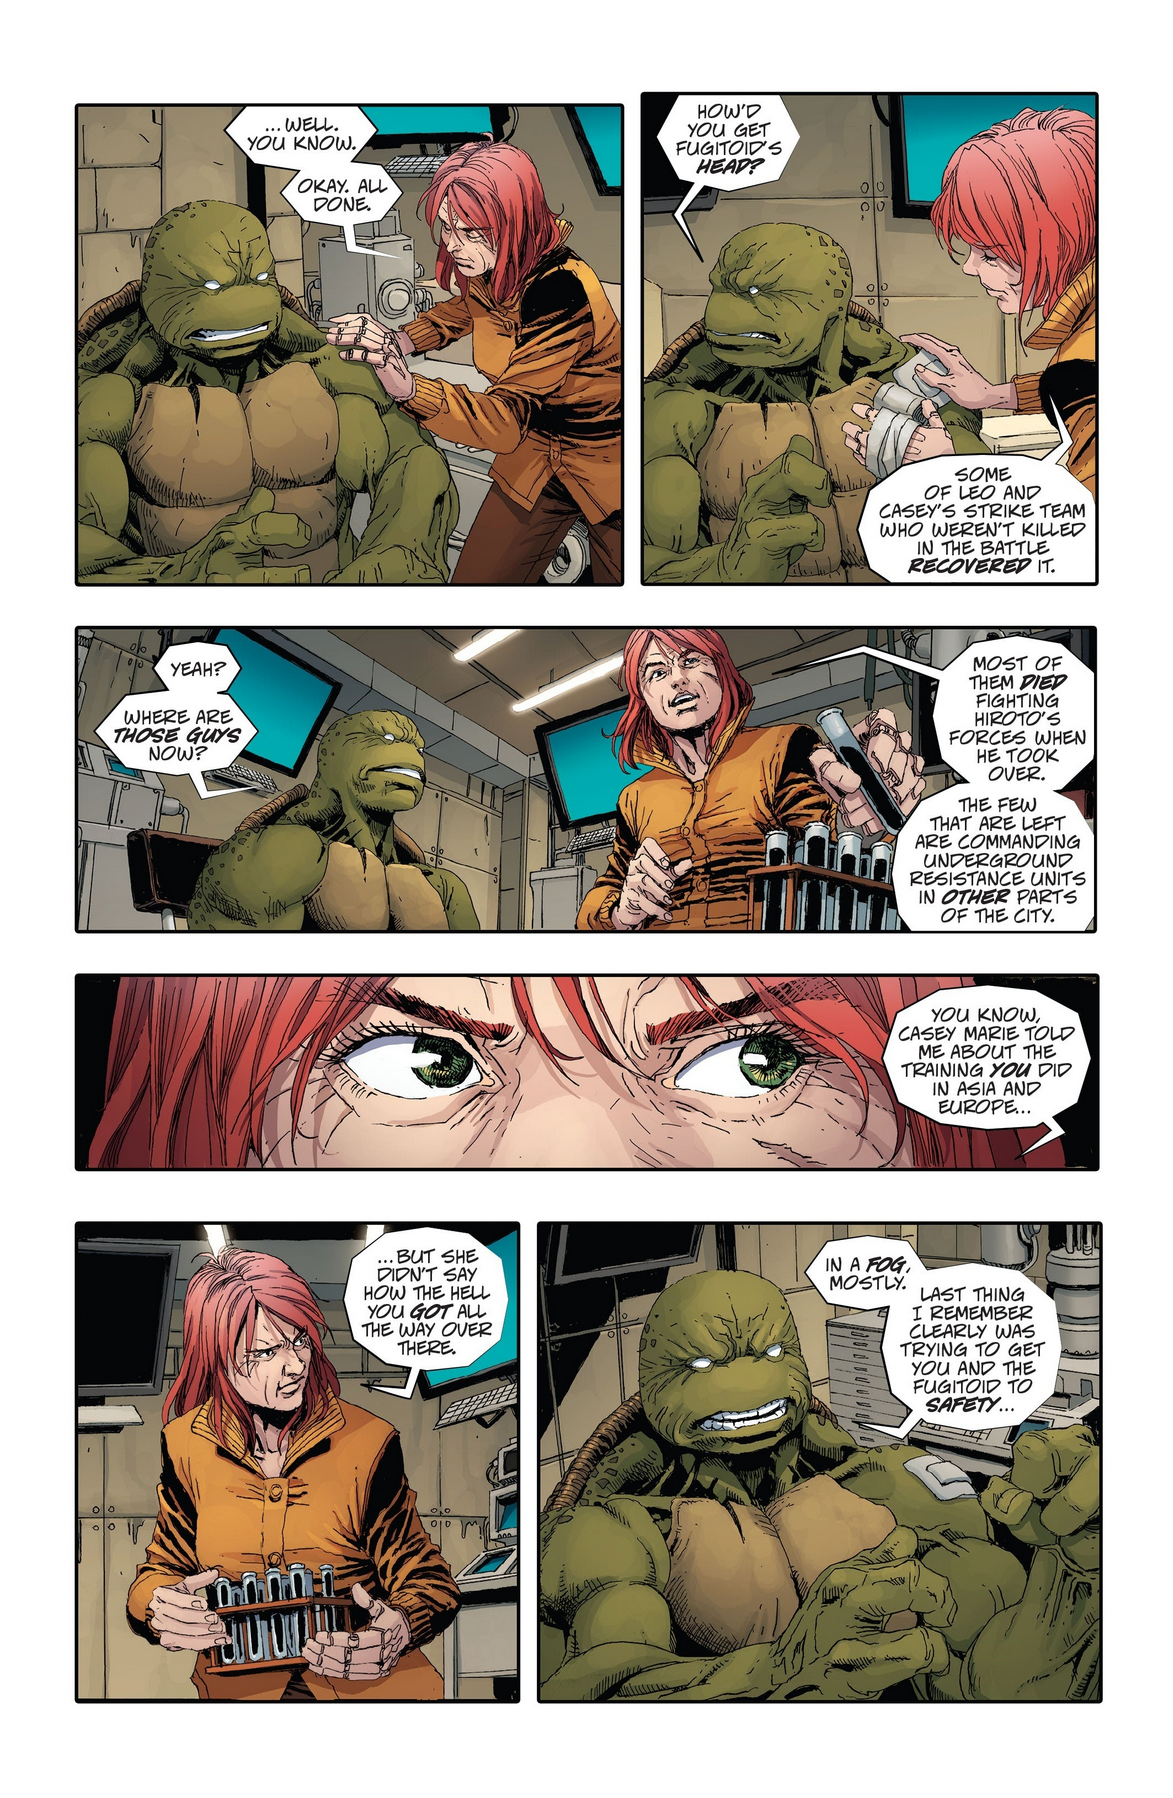 ...WELL.
YOU KNOW.
OKAY. ALL
DONE.
HOW'D
YOU GET
FUGITOID'S
HEAD?
SOME
OF LEO AND
CASEY'S STRIKE TEAM
WHO WEREN'T KILLED
IN THE BATTLE
RECOVERED IT.
YEAH?
WHERE ARE
THOSE GUYS
NOW?
MOST OF
THEM DIED
FIGHTING
HIROTO'S
FORCES WHEN
HE TOOK
OVER.
THE FEW
THAT ARE LEFT
ARE COMMANDING
UNDERGROUND
RESISTANCE UNITS
IN OTHER PARTS
OF THE CITY.
YOU KNOW,
CASEY MARIE TOLD
ME ABOUT THE
TRAINING YOU DID
IN ASIA AND
EUROPE...
...BUT SHE
DIDN'T SAY
HOW THE HELL
YOU GOT ALL
THE WAY OVER
THERE.
IN A FOG,
MOSTLY.
LAST THING
I REMEMBER
CLEARLY WAS
TRYING TO GET
YOU AND THE
FUGITOID TO
SAFETY...